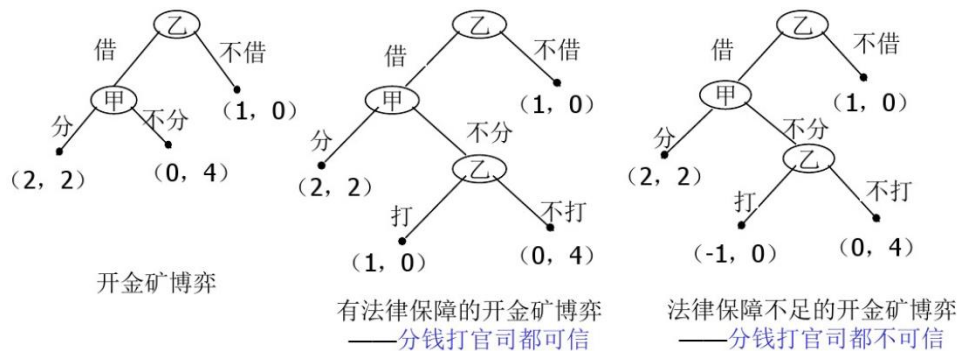 乙
借
不借
甲
(1, 0)
分
不分
(2, 2)
(0, 4)
开金矿博弈
乙
借
不借
甲
(1, 0)
分
不分
(2, 2)
乙
打
不打
(1, 0)
(0, 4)
有法律保障的开金矿博弈
——分钱打官司都可信
乙
借
不借
甲
(1, 0)
分
不分
(2, 2)
乙
打
不打
(-1, 0)
(0, 4)
法律保障不足的开金矿博弈
——分钱打官司都不可信